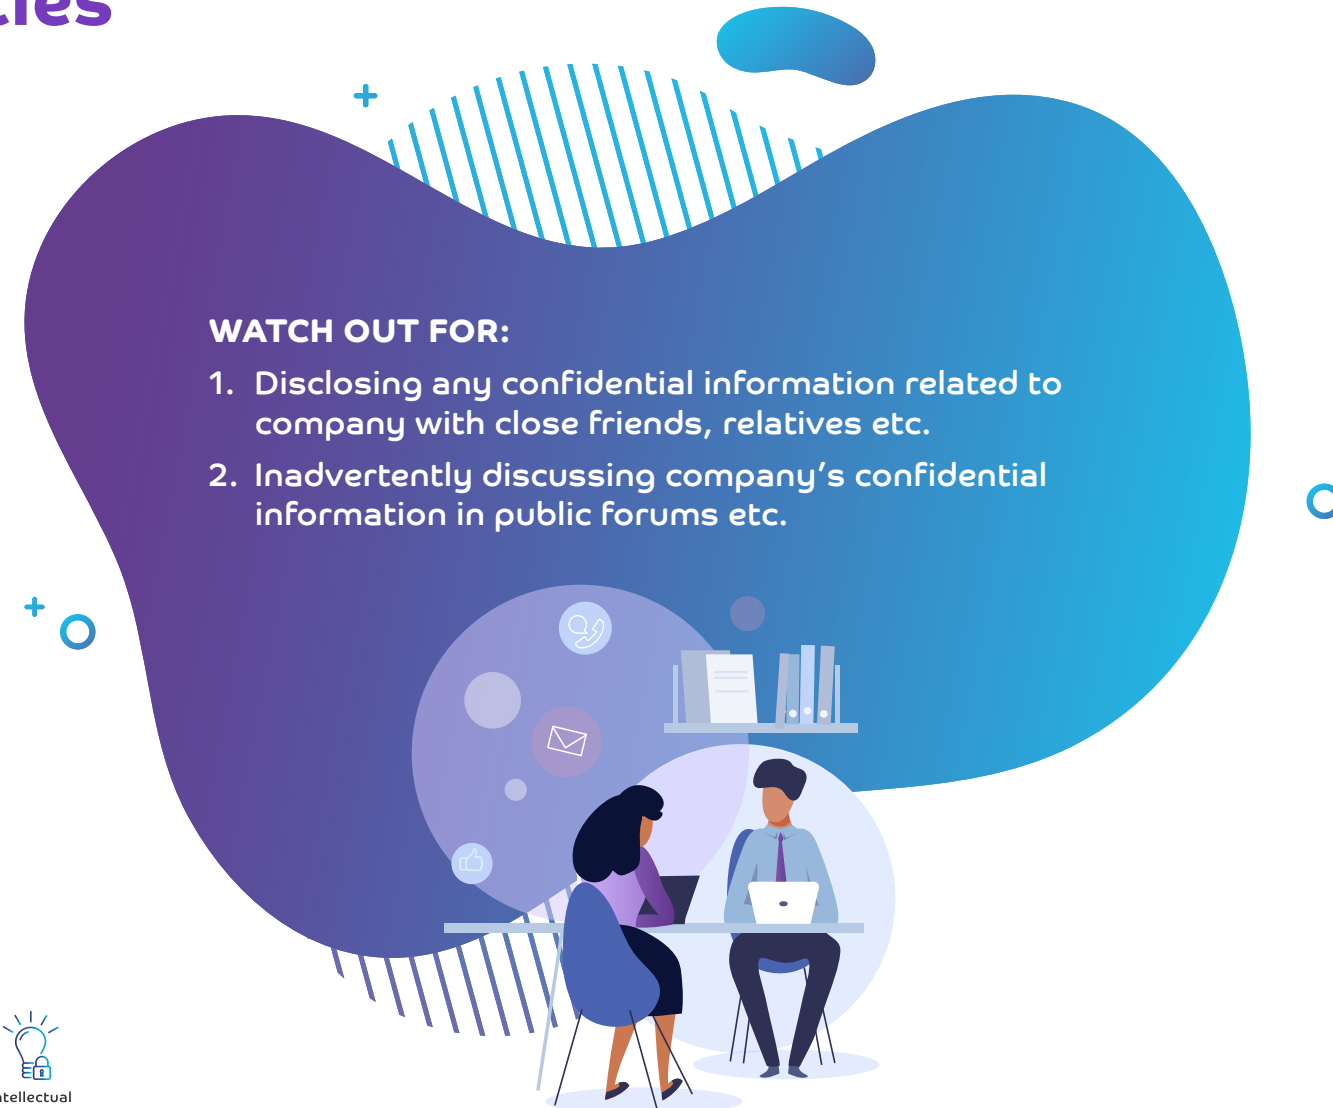 WATCH OUT FOR:
1. Disclosing any confidential information related to
company with close friends, relatives etc.
2. Inadvertently discussing company's confidential
information in public forums etc.